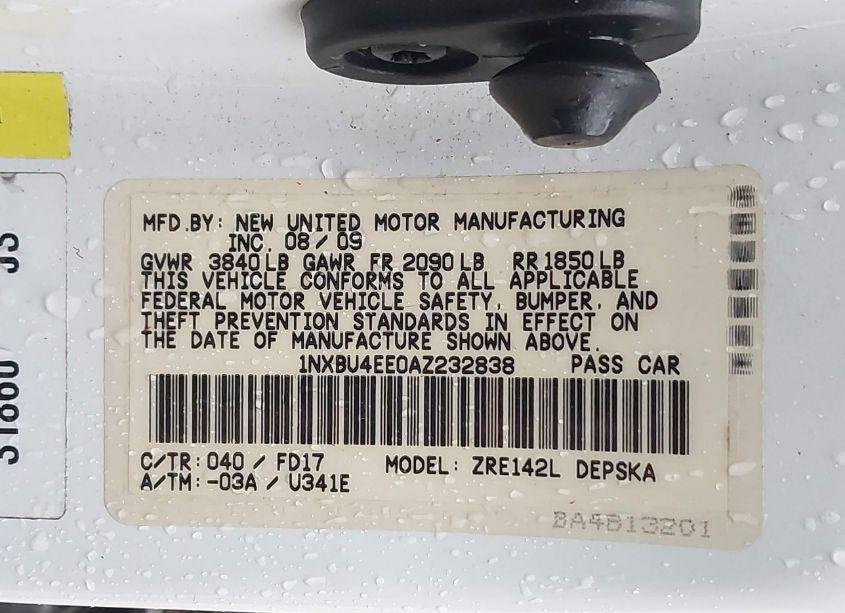 MFD.BY: NEW UNITED MOTOR MANUFACTURING
INC. 08/09
GVWR 3840LB GAWR FR 2090LB RR1850LB
THIS VEHICLE CONFORMS TO ALL APPLICABLE
FEDERAL MOTOR VEHICLE SAFETY, BUMPER, AND
THEFT PREVENTION STANDARDS IN EFFECT ON
THE DATE OF MANUFACTURE SHOWN ABOVE.
1NXBU4EE0AZ232838 PASS CAR
C/TR: 040 / FD17 MODEL: ZRE142L DEPSKA
A/TM: -03A / U341E
BA4B13201